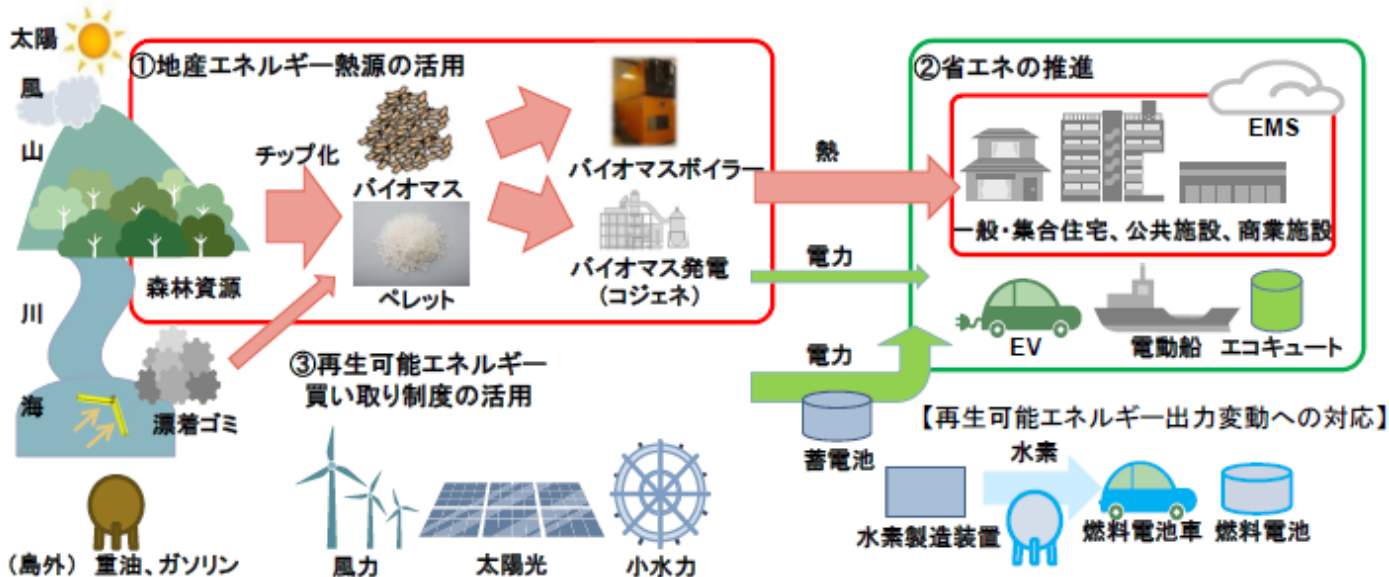 太陽
風
山
川
海
①地産エネルギー熱源の活用
チップ化
バイオマス
ペレット
バイオマスボイラー
バイオマス発電
(コジェネ)
森林資源
漂着ゴミ
(島外) 重油、ガソリン
熱
電力
電力
②省エネの推進
EMS
一般・集合住宅、公共施設、商業施設
EV
電動船
エコキュート
③再生可能エネルギー
買い取り制度の活用
風力
太陽光
小水力
蓄電池
【再生可能エネルギー出力変動への対応】
水素
水素製造装置
燃料電池車
燃料電池